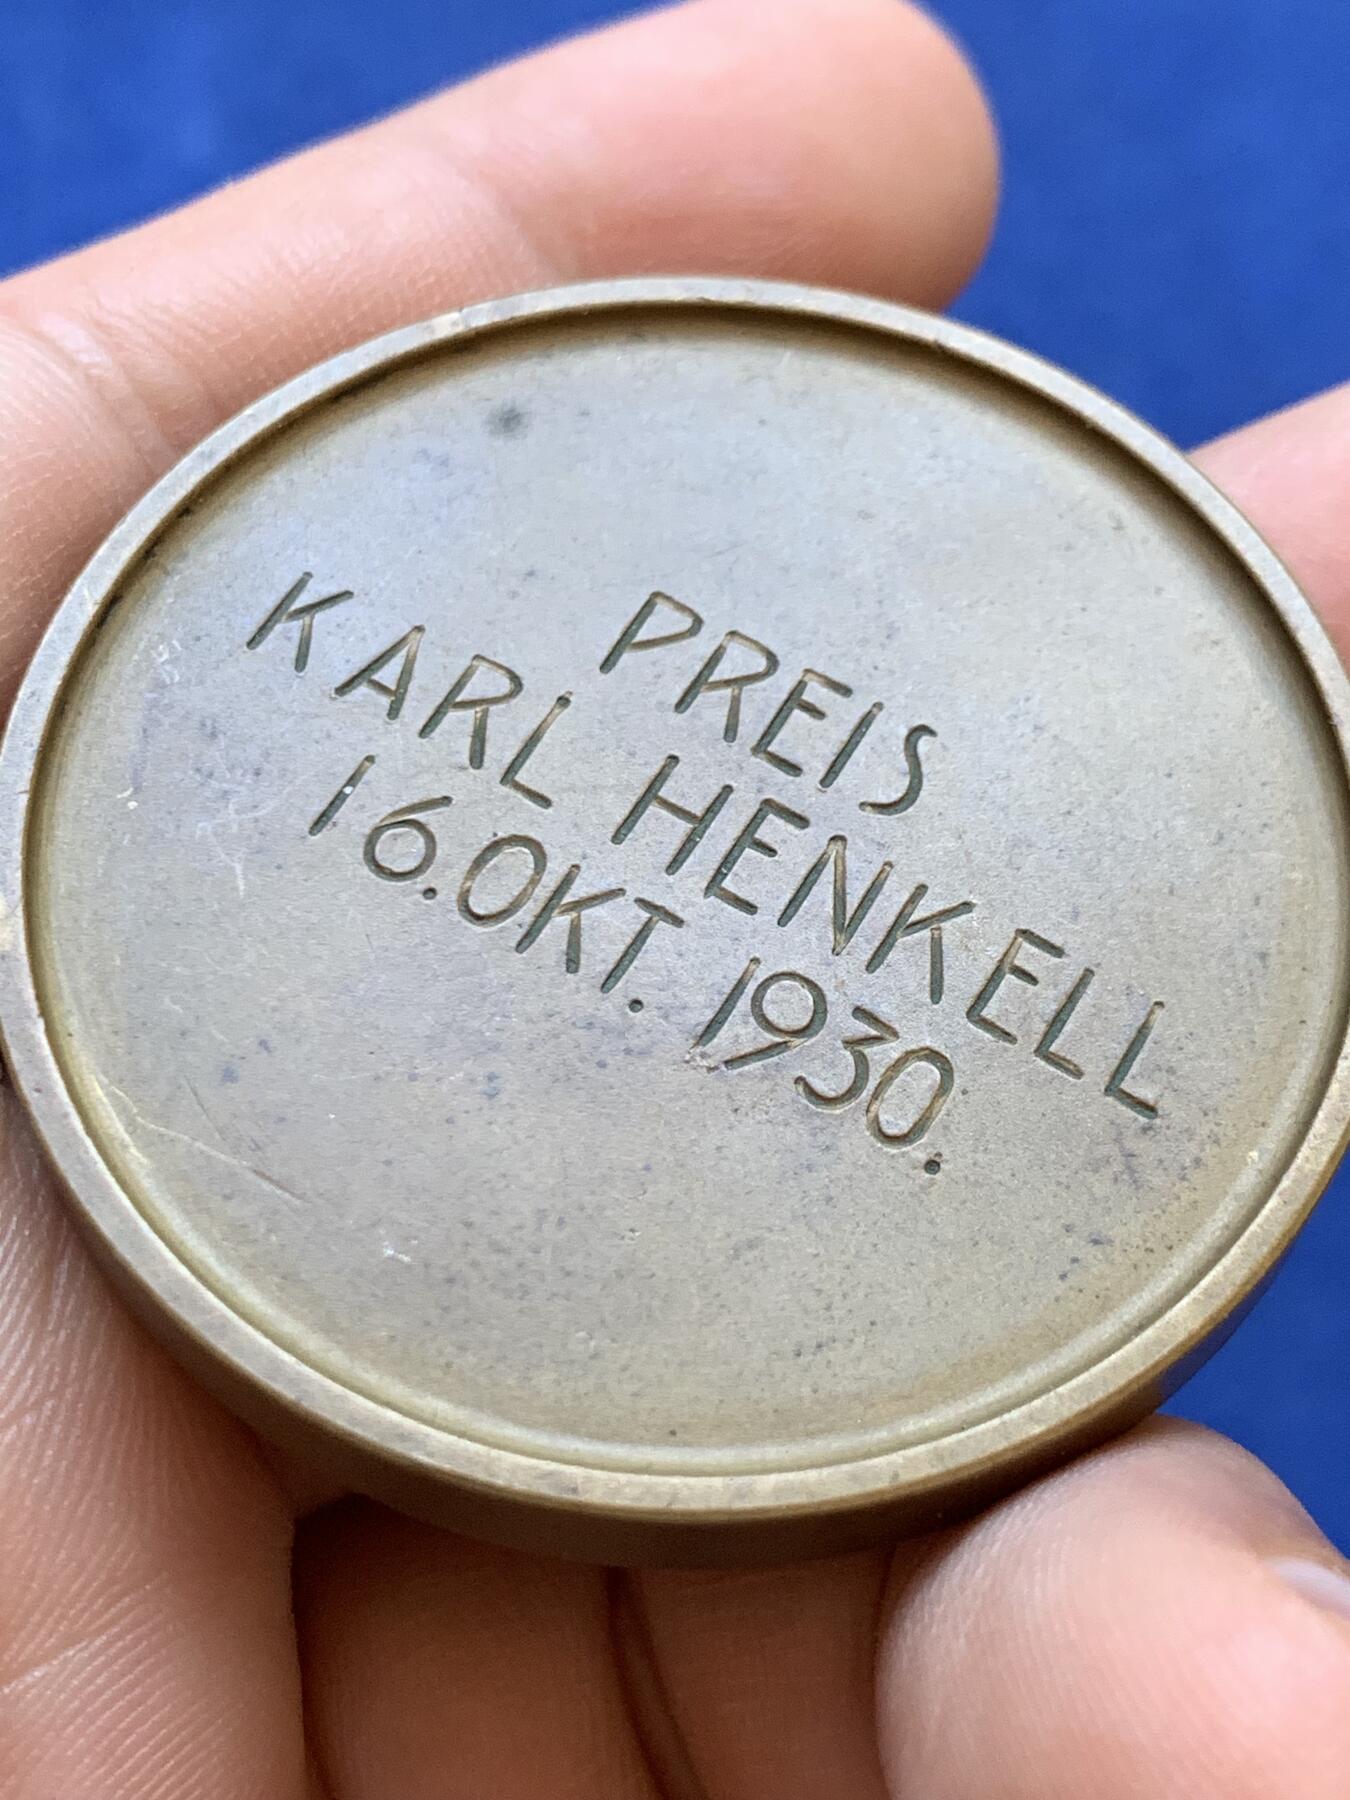 PREIS
KARL HENKELL
16.OKT. 1930.